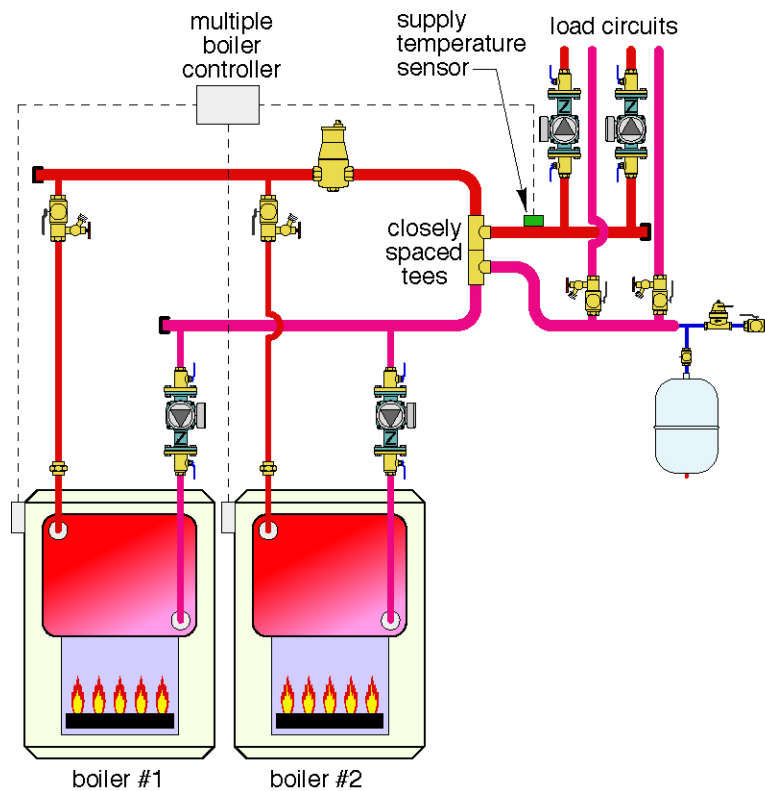 multiple
boiler
controller
supply
temperature
sensor
load circuits
closely
spaced
tees
boiler #1
boiler #2